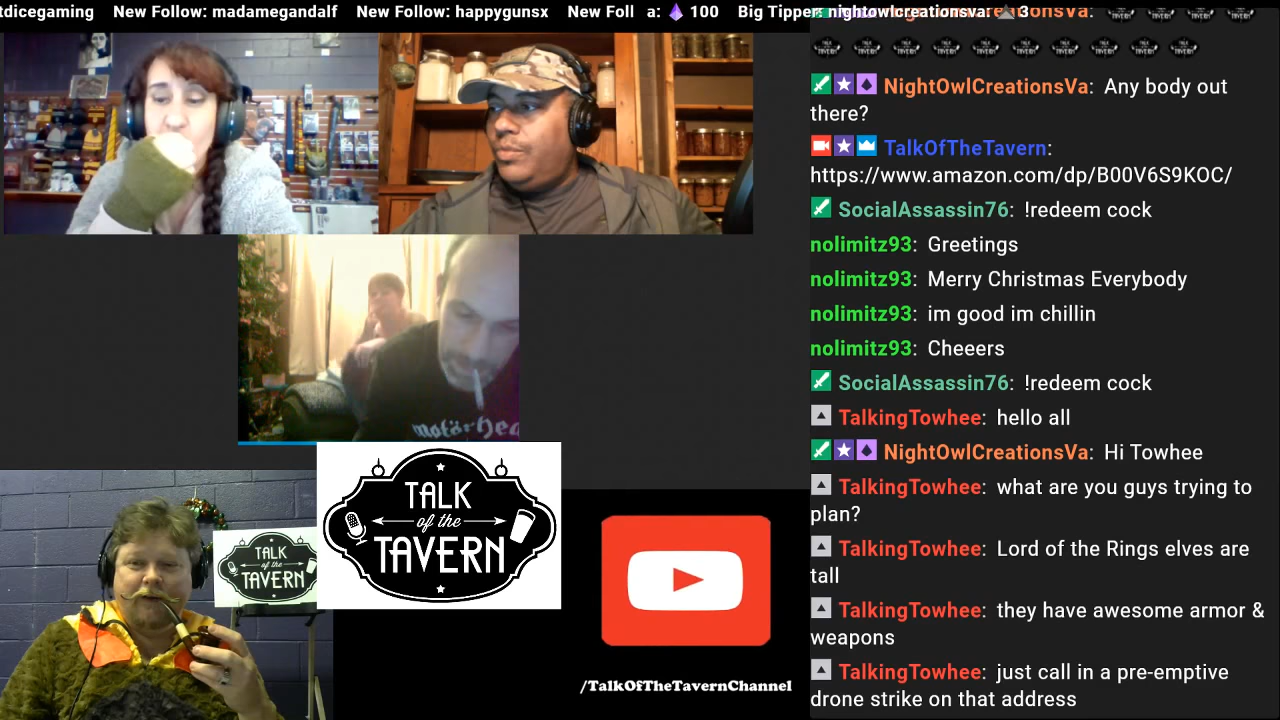 tdicegaming New Follow: madamegandalf New Follow: happygunsx New Foll a: 100 Big Tipper: nightowlcreationsva: 3
NightOwlCreationsVa: Any body out
there?
TalkOfTheTavern:
https://www.amazon.com/dp/B00V6S9KOC/
SocialAssassin76: !redeem cock
nolimitz93: Greetings
nolimitz93: Merry Christmas Everybody
nolimitz93: im good im chillin
nolimitz93: Cheeers
SocialAssassin76: !redeem cock
TalkingTowhee: hello all
NightOwlCreationsVa: Hi Towhee
TalkingTowhee: what are you guys trying to
plan?
TalkingTowhee: Lord of the Rings elves are
tall
TalkingTowhee: they have awesome armor &
weapons
TalkingTowhee: just call in a pre-emptive
drone strike on that address
motörhea
TALK
of the
TAVERN
TALK
of the
TAVERN
/TalkOfTheTavernChannel